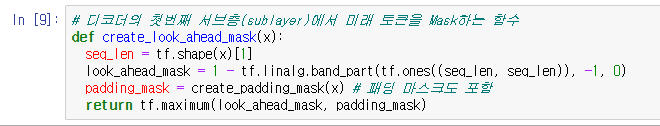 In [9]: # 디코더의 첫번째 서브층(sublayer)에서 미래 토큰을 Mask하는 함수
def create_look_ahead_mask(x):
  seq_len = tf.shape(x)[1]
  look_ahead_mask = 1 - tf.linalg.band_part(tf.ones((seq_len, seq_len)), -1, 0)
  padding_mask = create_padding_mask(x) # 패딩 마스크도 포함
  return tf.maximum(look_ahead_mask, padding_mask)